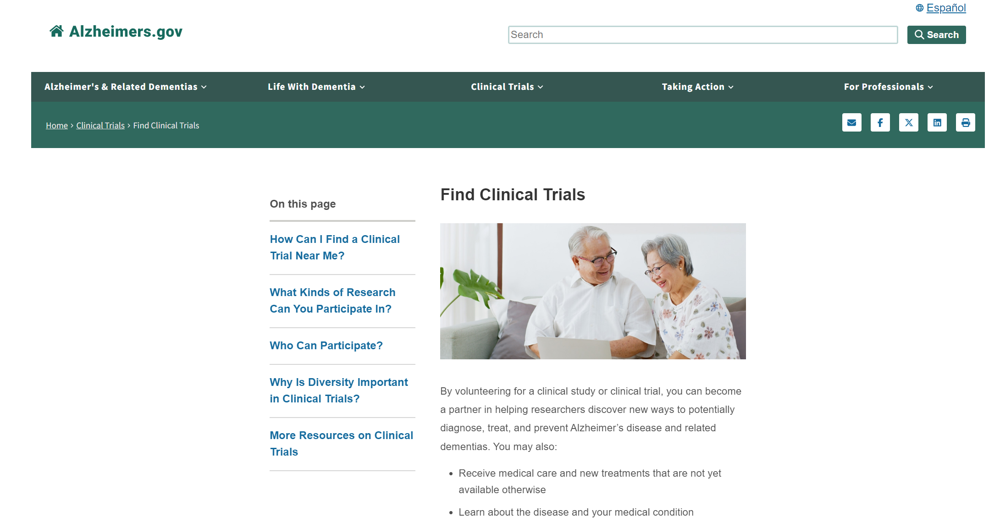 Español
Alzheimers.gov
Search
Search
Alzheimer's & Related Dementias
Life With Dementia
Clinical Trials
Taking Action
For Professionals
Home › Clinical Trials › Find Clinical Trials
On this page
How Can I Find a Clinical
Trial Near Me?
What Kinds of Research
Can You Participate In?
Who Can Participate?
Why Is Diversity Important
in Clinical Trials?
More Resources on Clinical
Trials
Find Clinical Trials
By volunteering for a clinical study or clinical trial, you can become
a partner in helping researchers discover new ways to potentially
diagnose, treat, and prevent Alzheimer’s disease and related
dementias. You may also:
• Receive medical care and new treatments that are not yet
available otherwise
• Learn about the disease and your medical condition